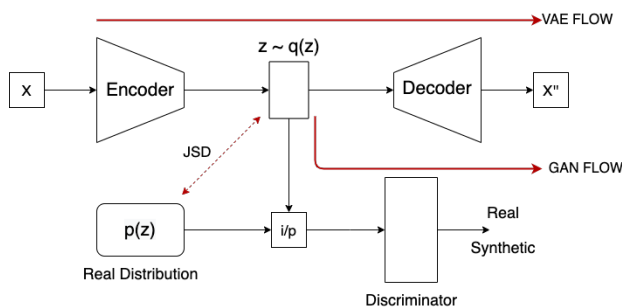 VAE FLOW
z ~ q(z)
X
Encoder
Decoder
X"
JSD
GAN FLOW
p(z)
i/p
Real
Synthetic
Real Distribution
Discriminator